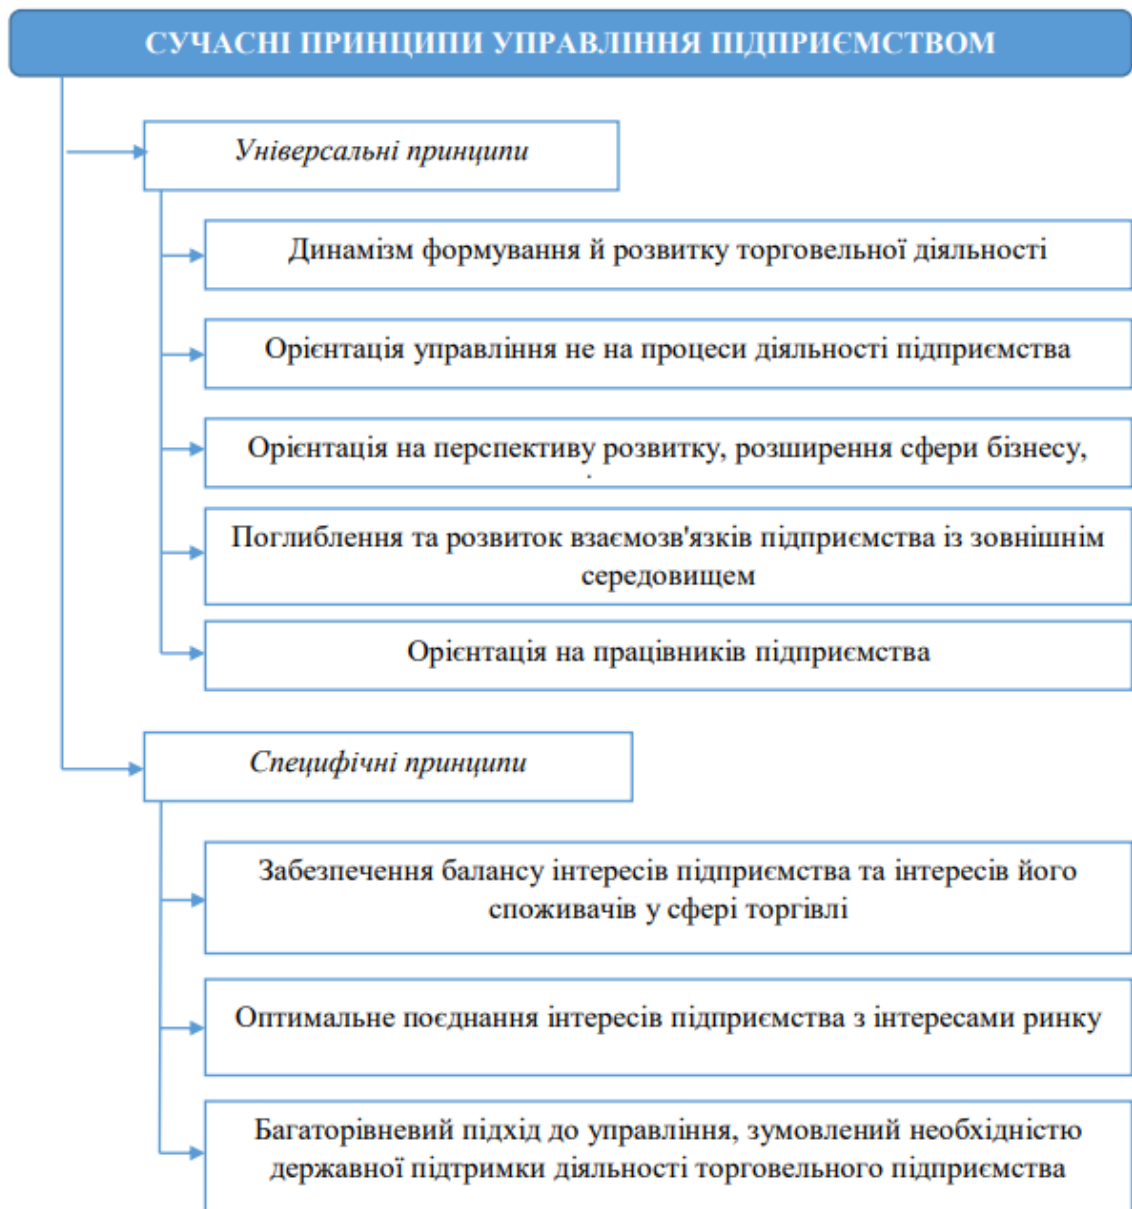 СУЧАСНІ ПРИНЦИПИ УПРАВЛІННЯ ПІДПРИЄМСТВОМ
Універсальні принципи
Динамізм формування й розвитку торговельної діяльності
Орієнтація управління не на процеси діяльності підприємства
Орієнтація на перспективу розвитку, розширення сфери бізнесу,
Поглиблення та розвиток взаємозв'язків підприємства із зовнішнім
середовищем
Орієнтація на працівників підприємства
Специфічні принципи
Забезпечення балансу інтересів підприємства та інтересів його
споживачів у сфері торгівлі
Оптимальне поєднання інтересів підприємства з інтересами ринку
Багаторівневий підхід до управління, зумовлений необхідністю
державної підтримки діяльності торговельного підприємства